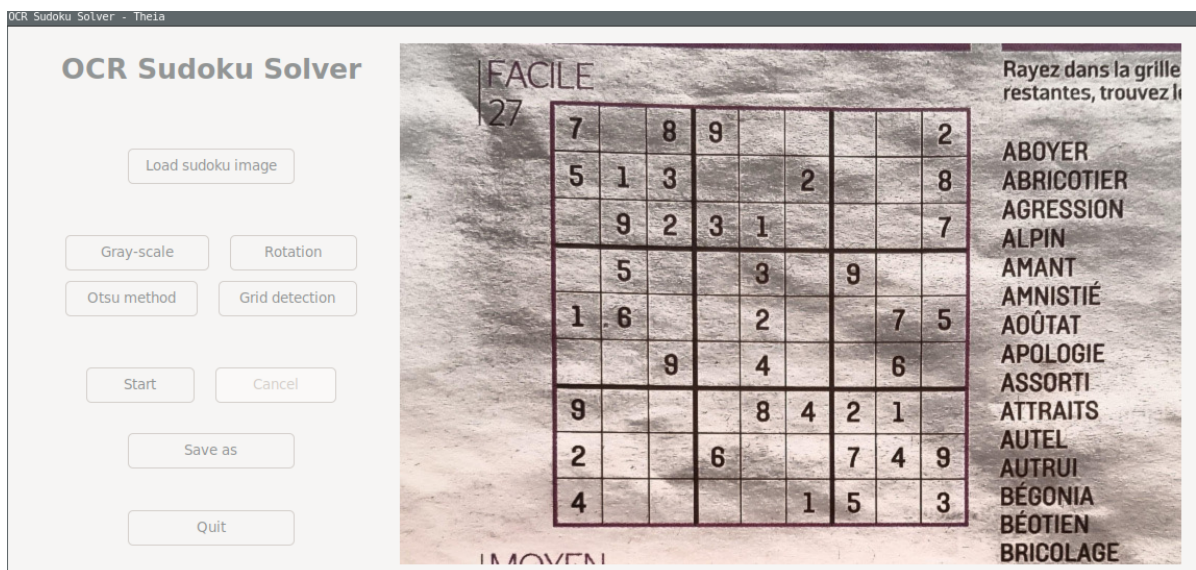 OCR Sudoku Solver - Theia
OCR Sudoku Solver
Load sudoku image
Gray-scale
Rotation
Otsu method
Grid detection
Start
Cancel
Save as
Quit
FACILE
27
7 8 9 2
5 1 3 2 8
9 2 3 1 7
5 3 9
1 6 2 7 5
9 4 6
9 8 4 2 1
2 6 7 4 9
4 1 5 3
MOYEN
Rayez dans la grille
restantes, trouvez
ABOYER
ABRICOTIER
AGRESSION
ALPIN
AMANT
AMNISTIÉ
AOÛTAT
APOLOGIE
ASSORTI
ATTRAITS
AUTEL
AUTRUI
BÉGONIA
BÉOTIEN
BRICOLAGE